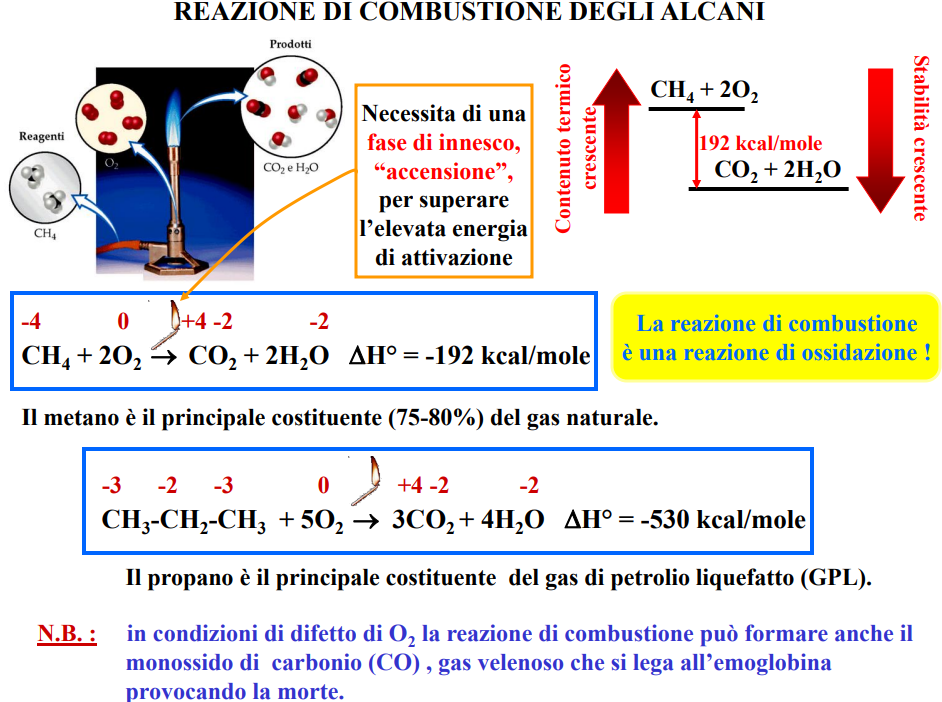 REAZIONE DI COMBUSTIONE DEGLI ALCANI
Prodotti
Reagenti
O₂
CH₄
CO₂ e H₂O
Necessita di una
fase di innesco,
“accensione”,
per superare
l’elevata energia
di attivazione
Contenuto termico
crescente
CH₄ + 2O₂
192 kcal/mole
CO₂ + 2H₂O
Stabilità crescente
-4 0 +4 -2 -2
CH₄ + 2O₂ → CO₂ + 2H₂O ΔH° = -192 kcal/mole
La reazione di combustione
è una reazione di ossidazione !
Il metano è il principale costituente (75-80%) del gas naturale.
-3 -2 -3 0 +4 -2 -2
CH₃-CH₂-CH₃ + 5O₂ → 3CO₂ + 4H₂O ΔH° = -530 kcal/mole
Il propano è il principale costituente del gas di petrolio liquefatto (GPL).
N.B. : in condizioni di difetto di O₂ la reazione di combustione può formare anche il
monossido di carbonio (CO) , gas velenoso che si lega all’emoglobina
provocando la morte.